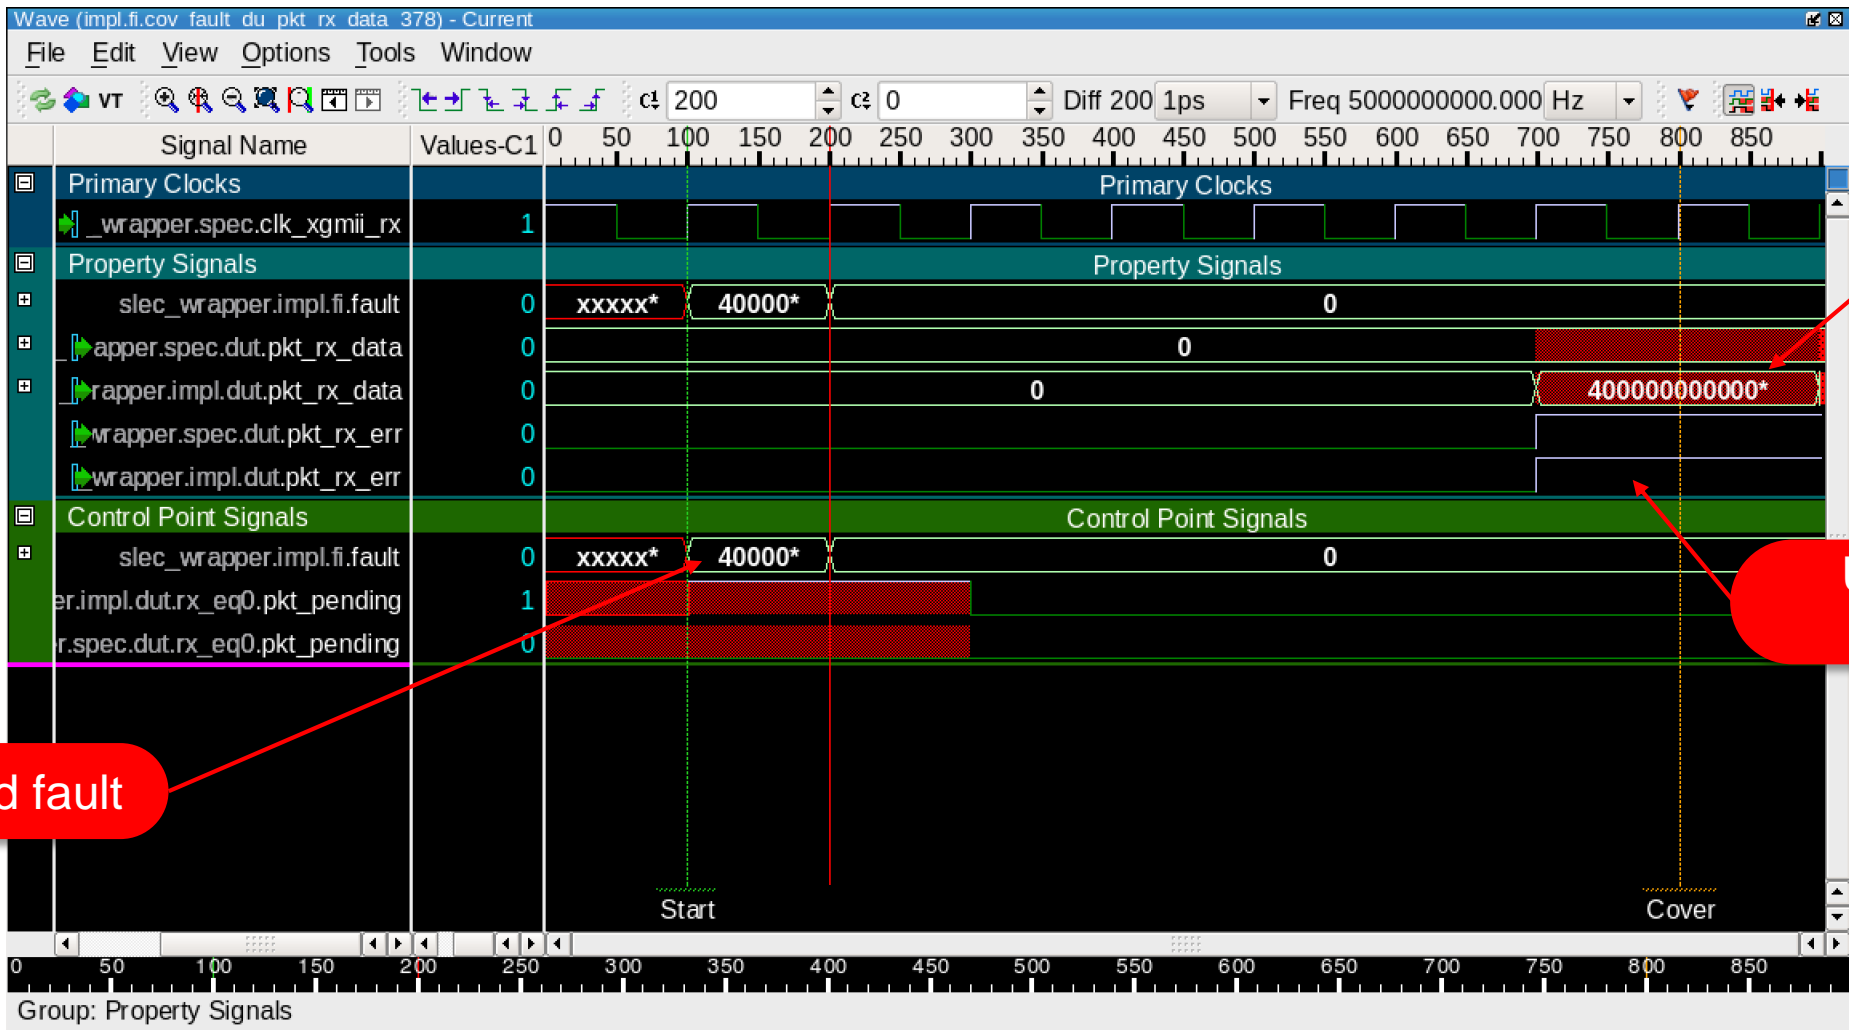 Wave (impl.fi.cov_fault_du_pkt_rx_data_378) - Current
File Edit View Options Tools Window
VT C1 200 C2 0 Diff 200 1ps Freq 5000000000.000 Hz
Signal Name Values-C1 0 50 100 150 200 250 300 350 400 450 500 550 600 650 700 750 800 850
Primary Clocks Primary Clocks
_wrapper.spec.clk_xgmii_rx 1
Property Signals Property Signals
slec_wrapper.impl.fi.fault 0 xxxxx* 40000* 0
apper.spec.dut.pkt_rx_data 0 0
rapper.impl.dut.pkt_rx_data 0 0 400000000000*
wrapper.spec.dut.pkt_rx_err 0
wrapper.impl.dut.pkt_rx_err 0
Control Point Signals Control Point Signals
slec_wrapper.impl.fi.fault 0 xxxxx* 40000* 0
er.impl.dut.rx_eq0.pkt_pending 1
r.spec.dut.rx_eq0.pkt_pending 0
d fault
Start Cover
0 50 100 150 200 250 300 350 400 450 500 550 600 650 700 750 800 850
Group: Property Signals